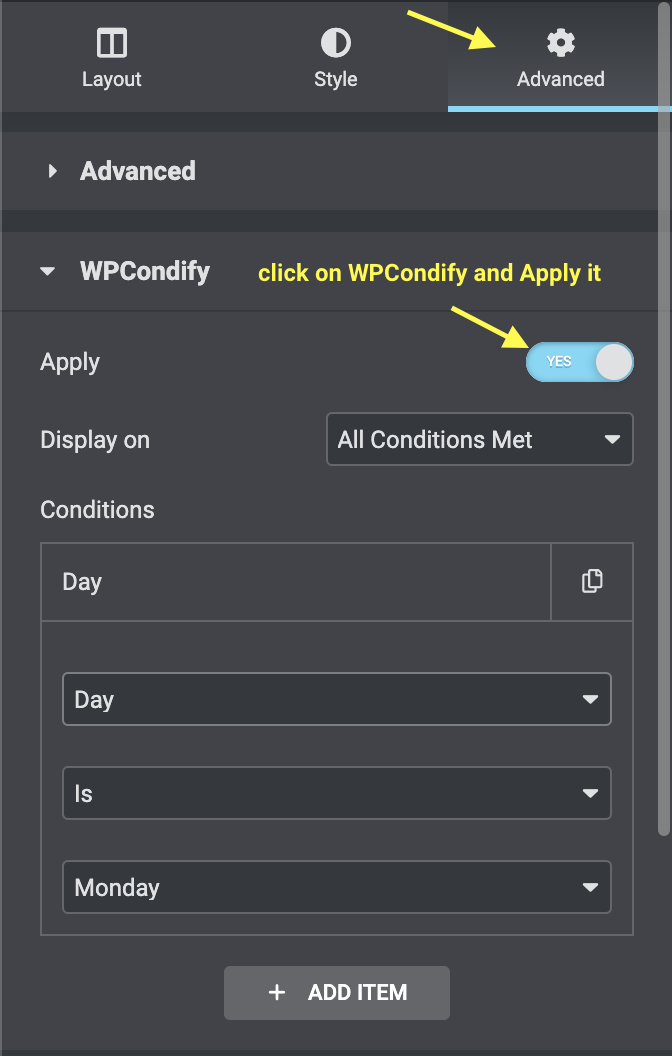 Layout
Style
Advanced
Advanced
WPCondify
click on WPCondify and Apply it
Apply
YES
Display on
All Conditions Met
Conditions
Day
Day
Is
Monday
+ ADD ITEM